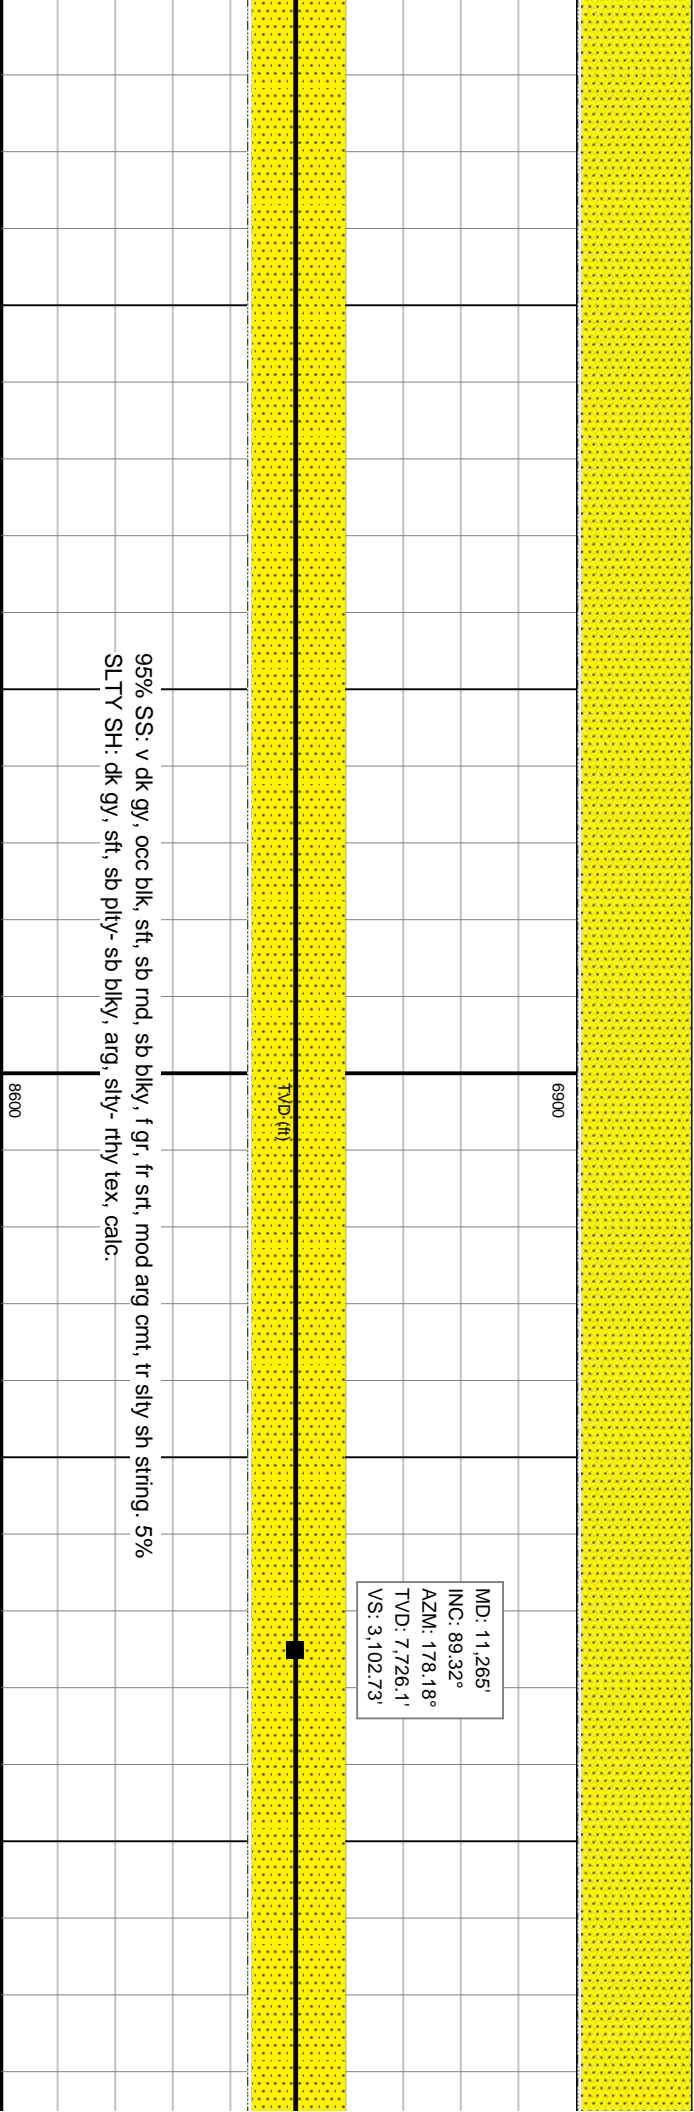 6900
MD: 11,265'
INC: 89.32°
AZM: 178.18°
TVD: 7,726.1'
VS: 3,102.73'
TVD (ft)
95% SS: v dk gy, occ blk, sft, sb rnd, sb blky, f gr, fr srt, mod arg cmt, tr slty sh string. 5%
SLTY SH: dk gy, sft, sb plty- sb blky, arg, slty- rthy tex, calc.
8600